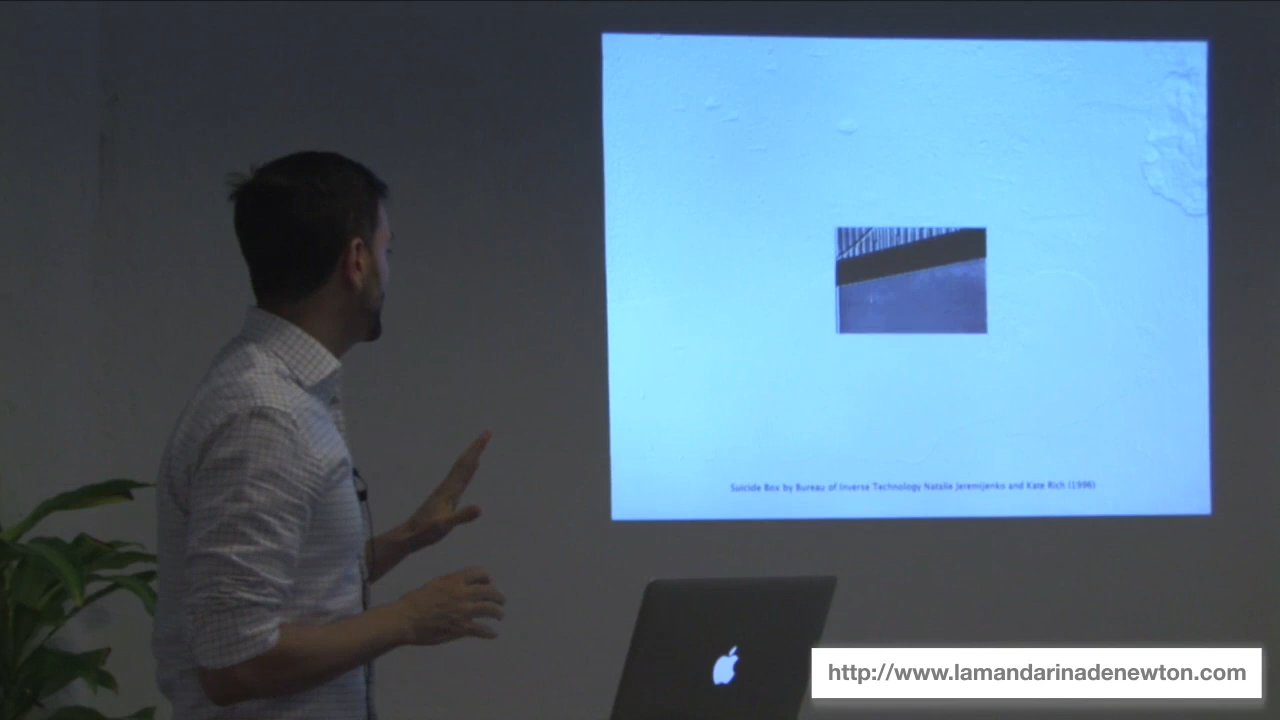 Suicide Box by Bureau of Inverse Technology Natalie Jeremijenko and Kate Rich (1996)
http://www.lamandarinadenewton.com